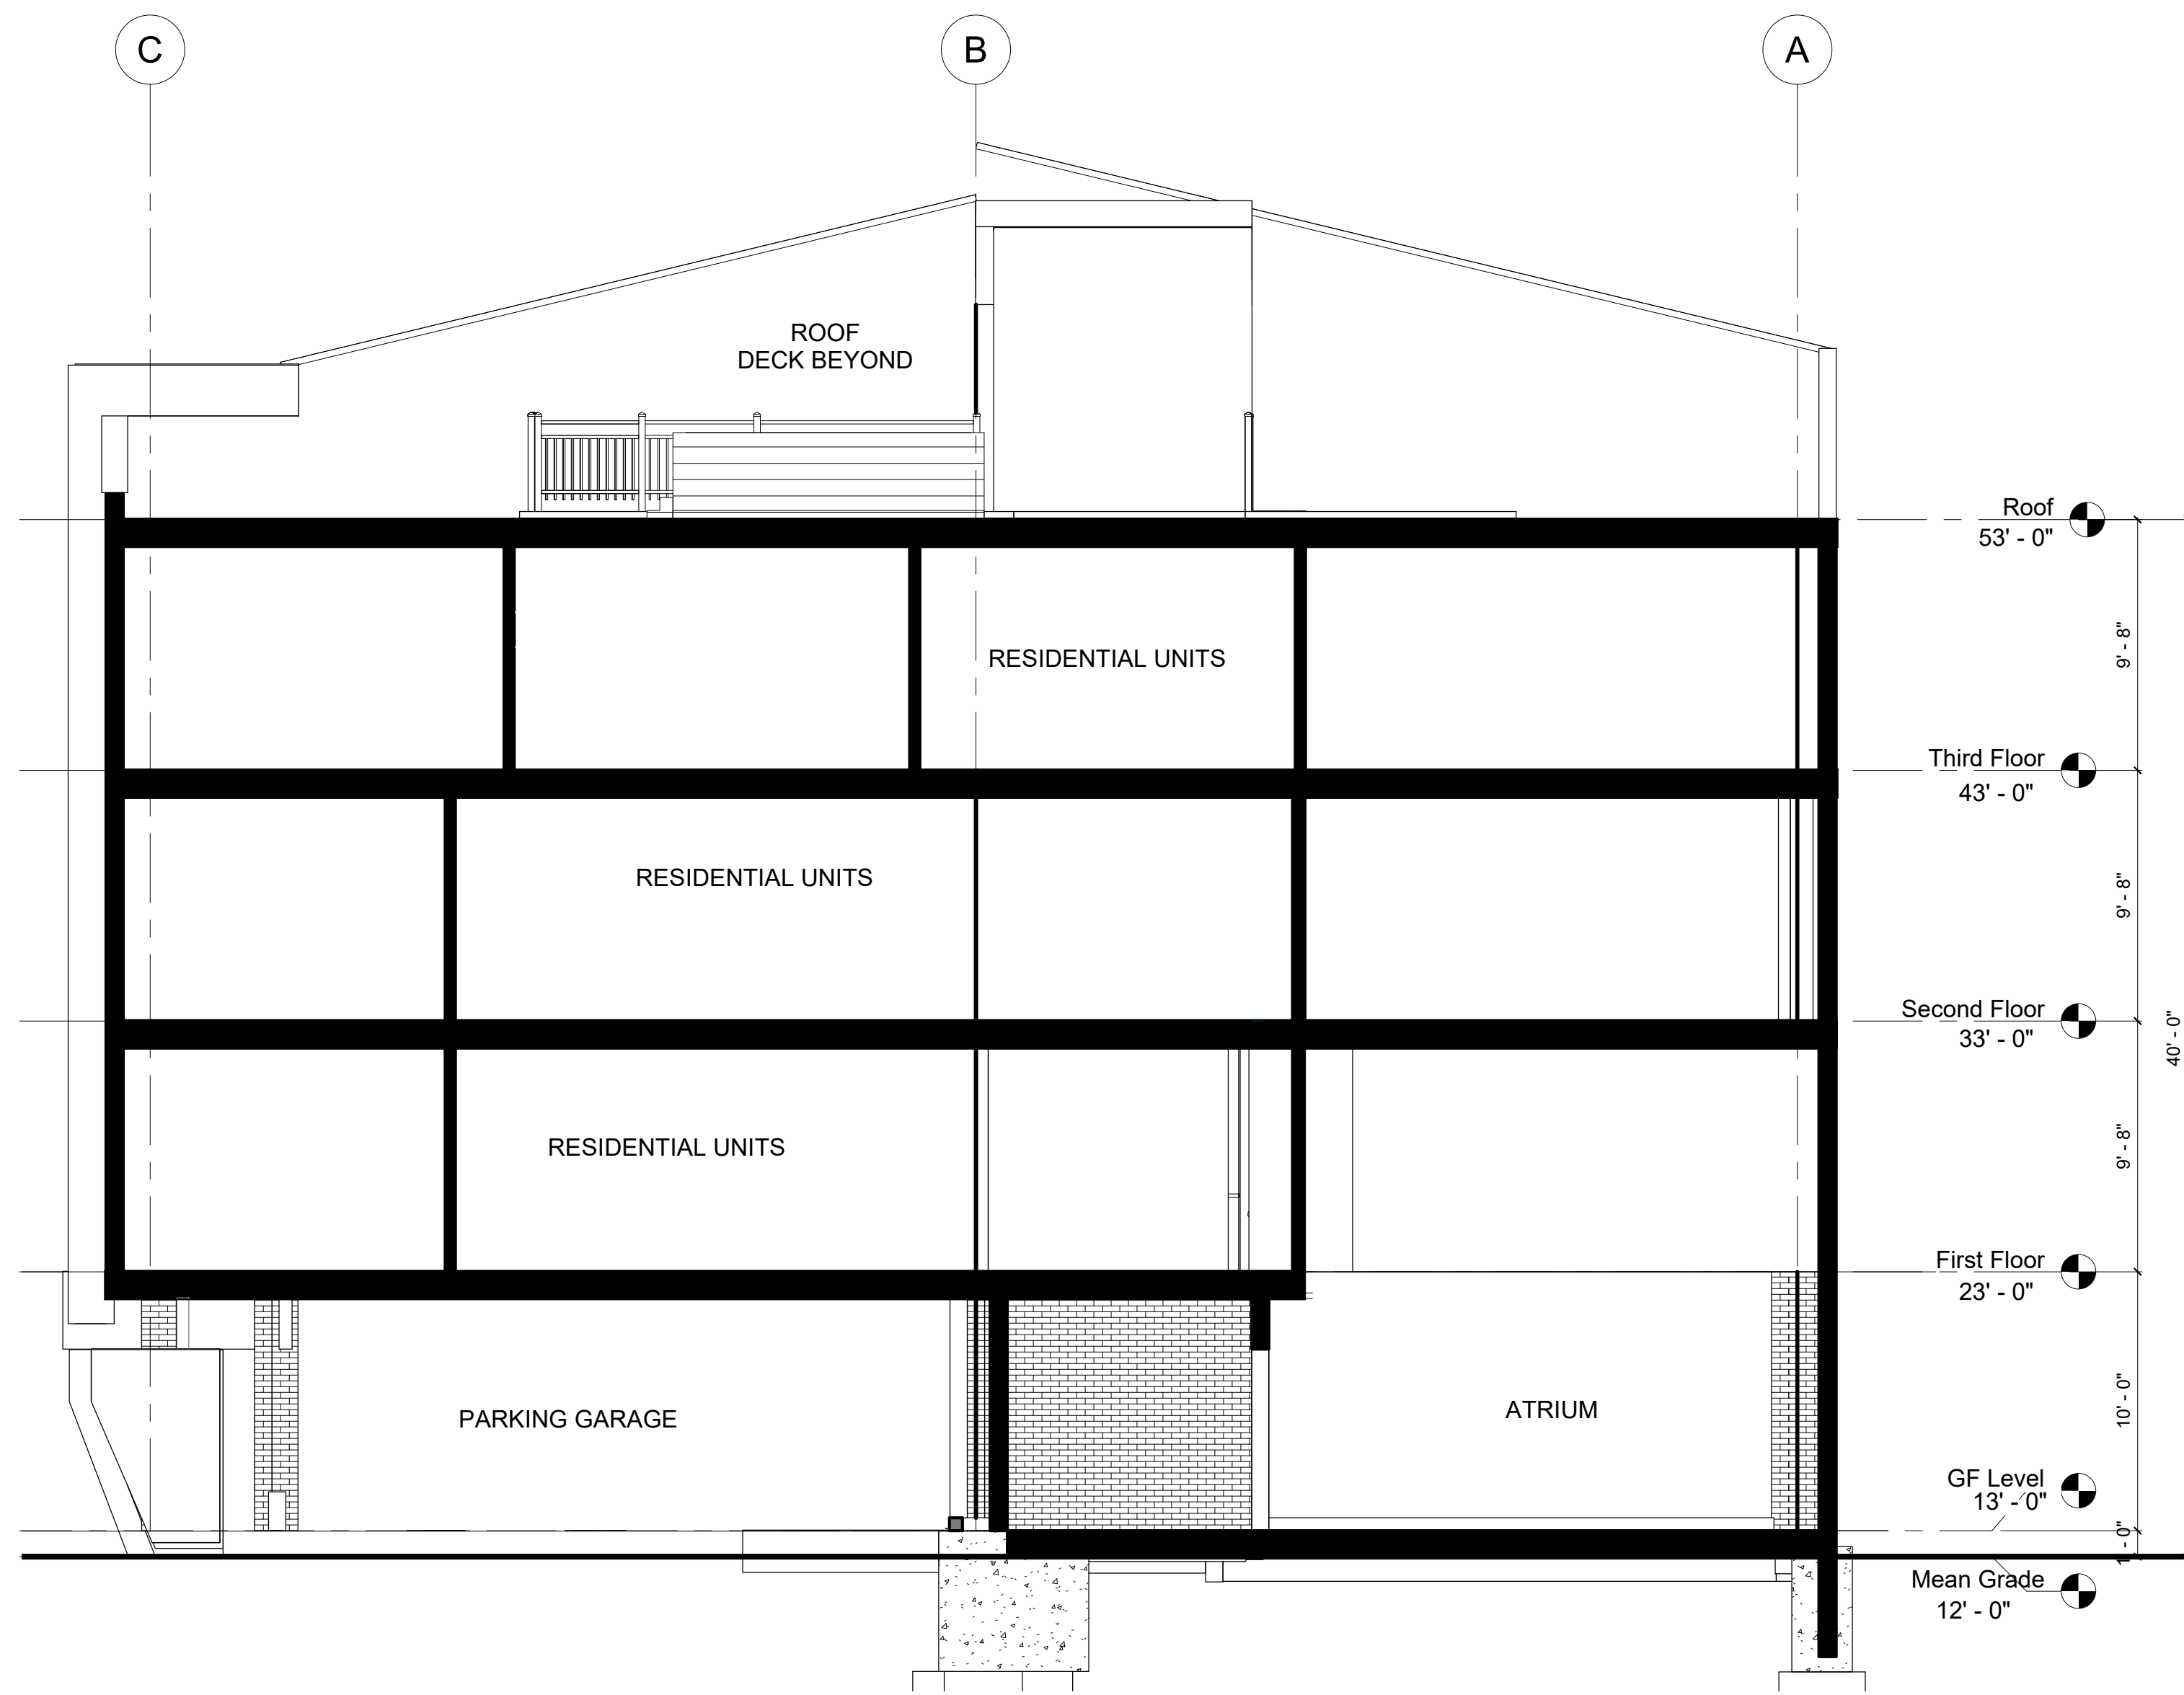 C
B
A
ROOF
DECK BEYOND
Roof
53' - 0"
9' - 8"
RESIDENTIAL UNITS
Third Floor
43' - 0"
RESIDENTIAL UNITS
9' - 8"
Second Floor
33' - 0"
40' - 0"
RESIDENTIAL UNITS
9' - 8"
First Floor
23' - 0"
PARKING GARAGE
ATRIUM
10' - 0"
GF Level
13' - 0"
1' - 0"
Mean Grade
12' - 0"